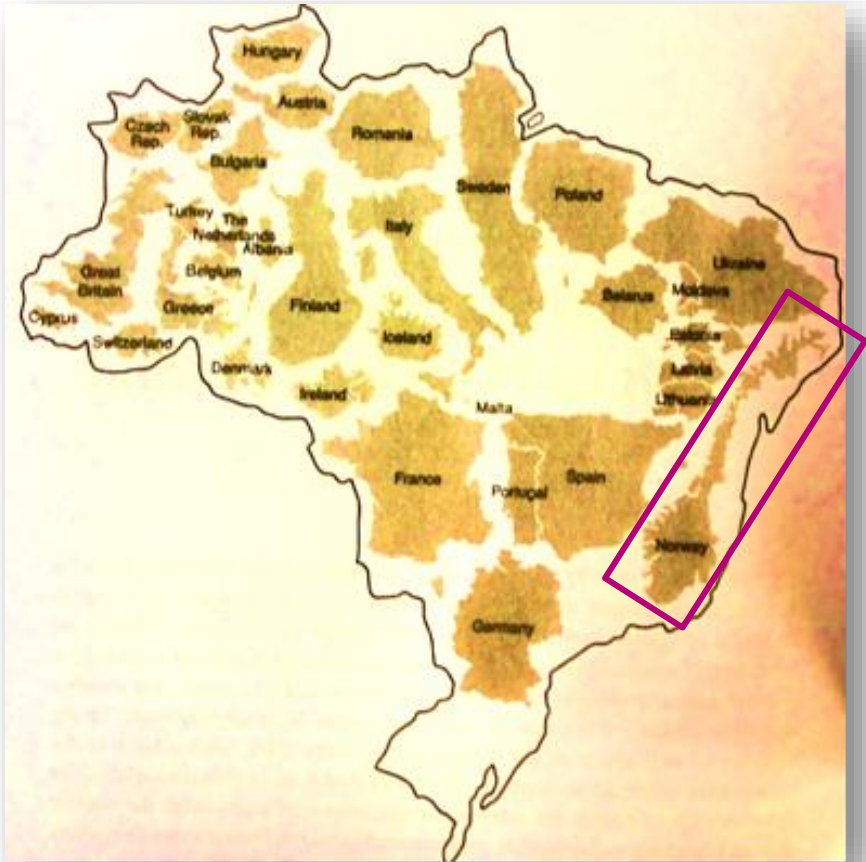 Hungary
Austria
Czech
Rep.
Slovak
Rep.
Romania
Bulgaria
Sweden
Poland
Turkey
The
Netherlands
Albania
Italy
Great
Britain
Belgium
Ukraine
Moldova
Belarus
Greece
Finland
Cyprus
Iceland
Estonia
Switzerland
Denmark
Latvia
Ireland
Lithuania
Malta
France
Portugal
Spain
Norway
Germany